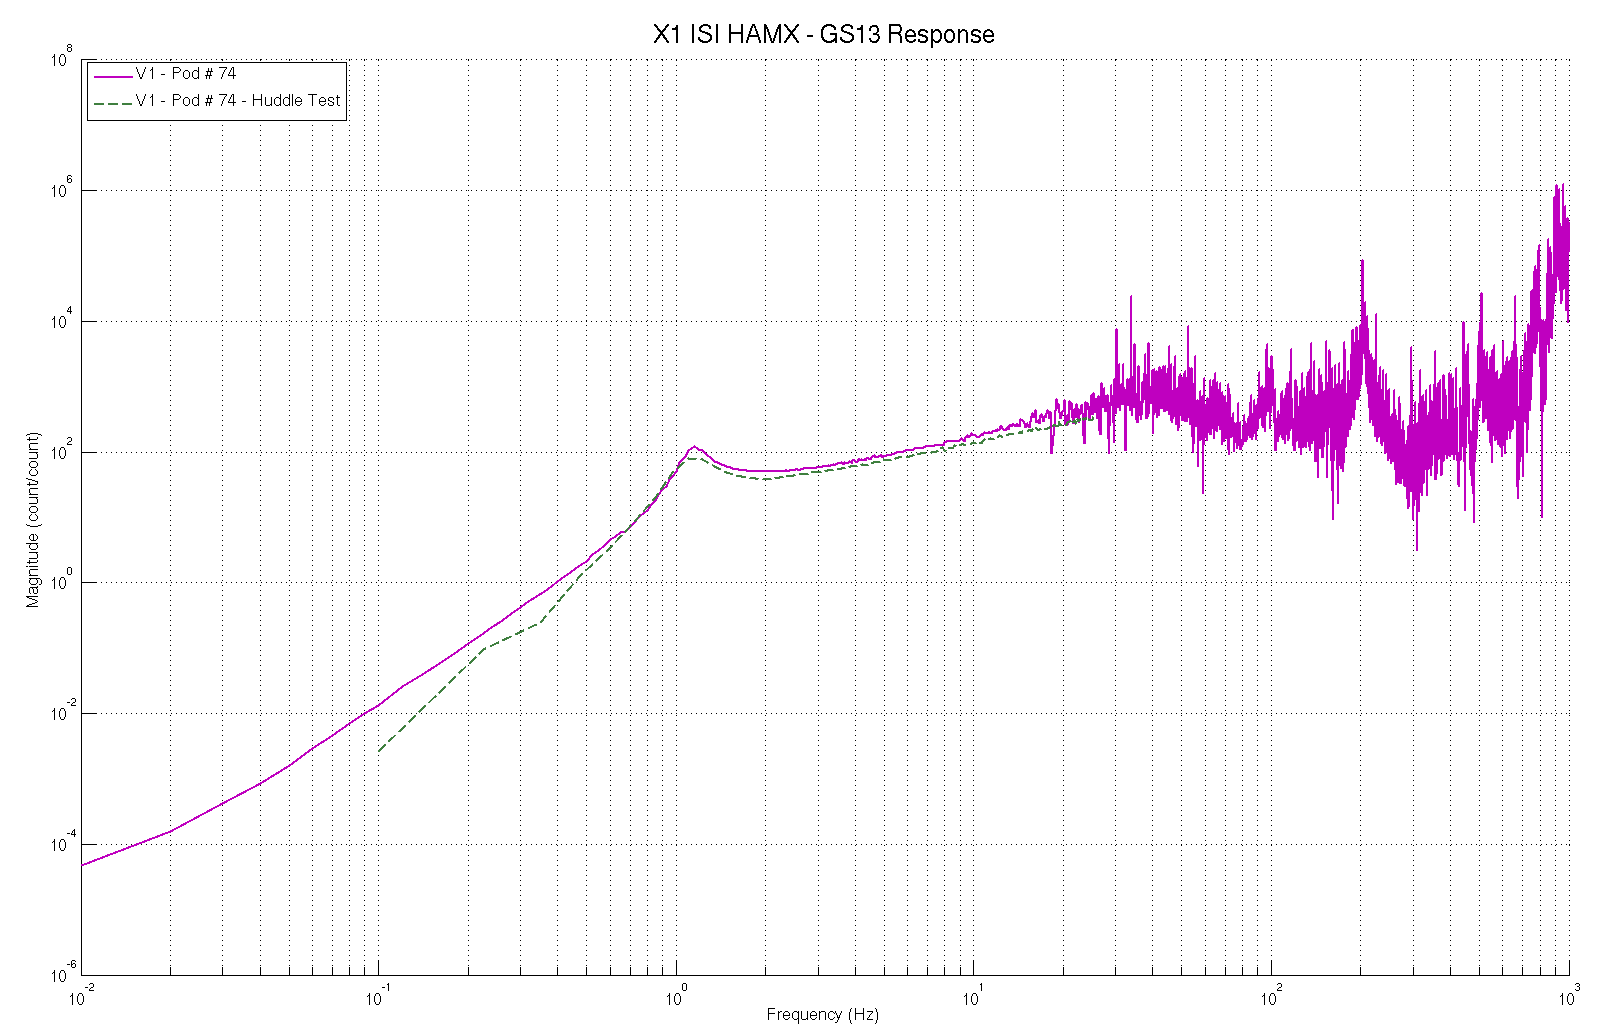 X1 ISI HAMX - GS13 Response
V1 - Pod # 74
V1 - Pod # 74 - Huddle Test
Magnitude (count/count)
10^8
10^6
10^4
10^2
10^0
10^-2
10^-4
10^-6
10^-2 10^-1 10^0 10^1 10^2 10^3
Frequency (Hz)